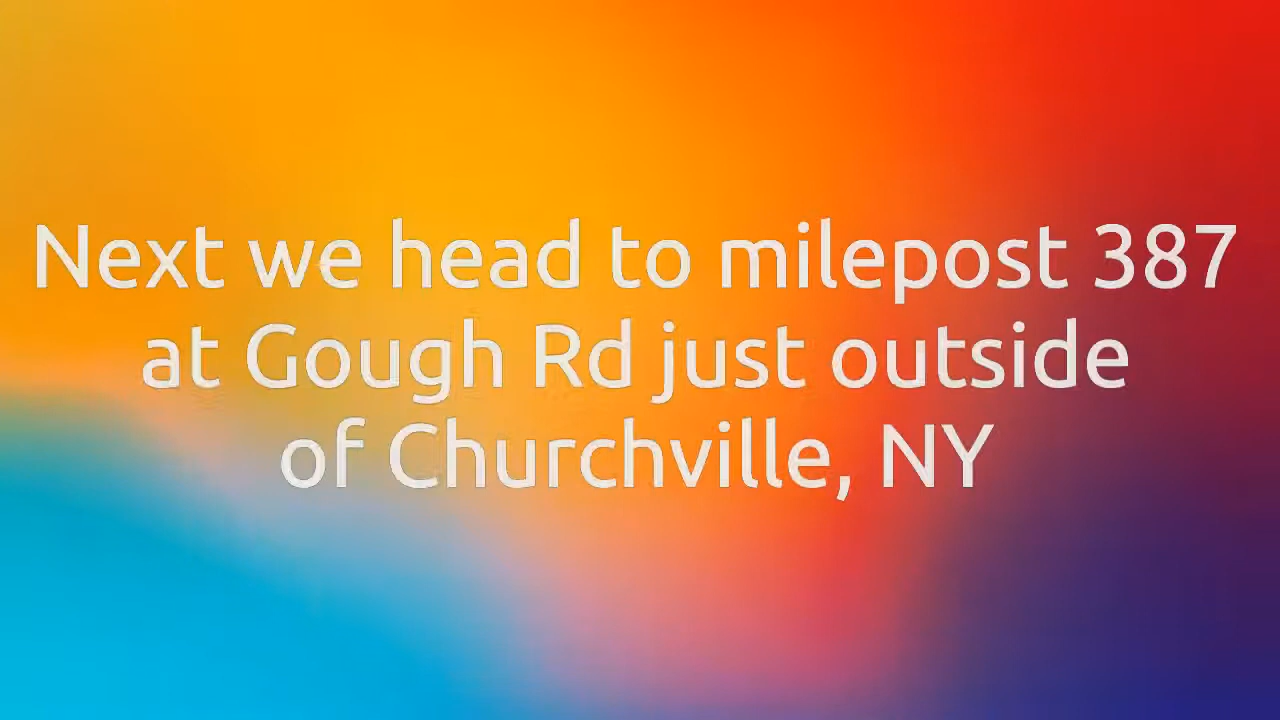 Next we head to milepost 387
at Gough Rd just outside
of Churchville, NY